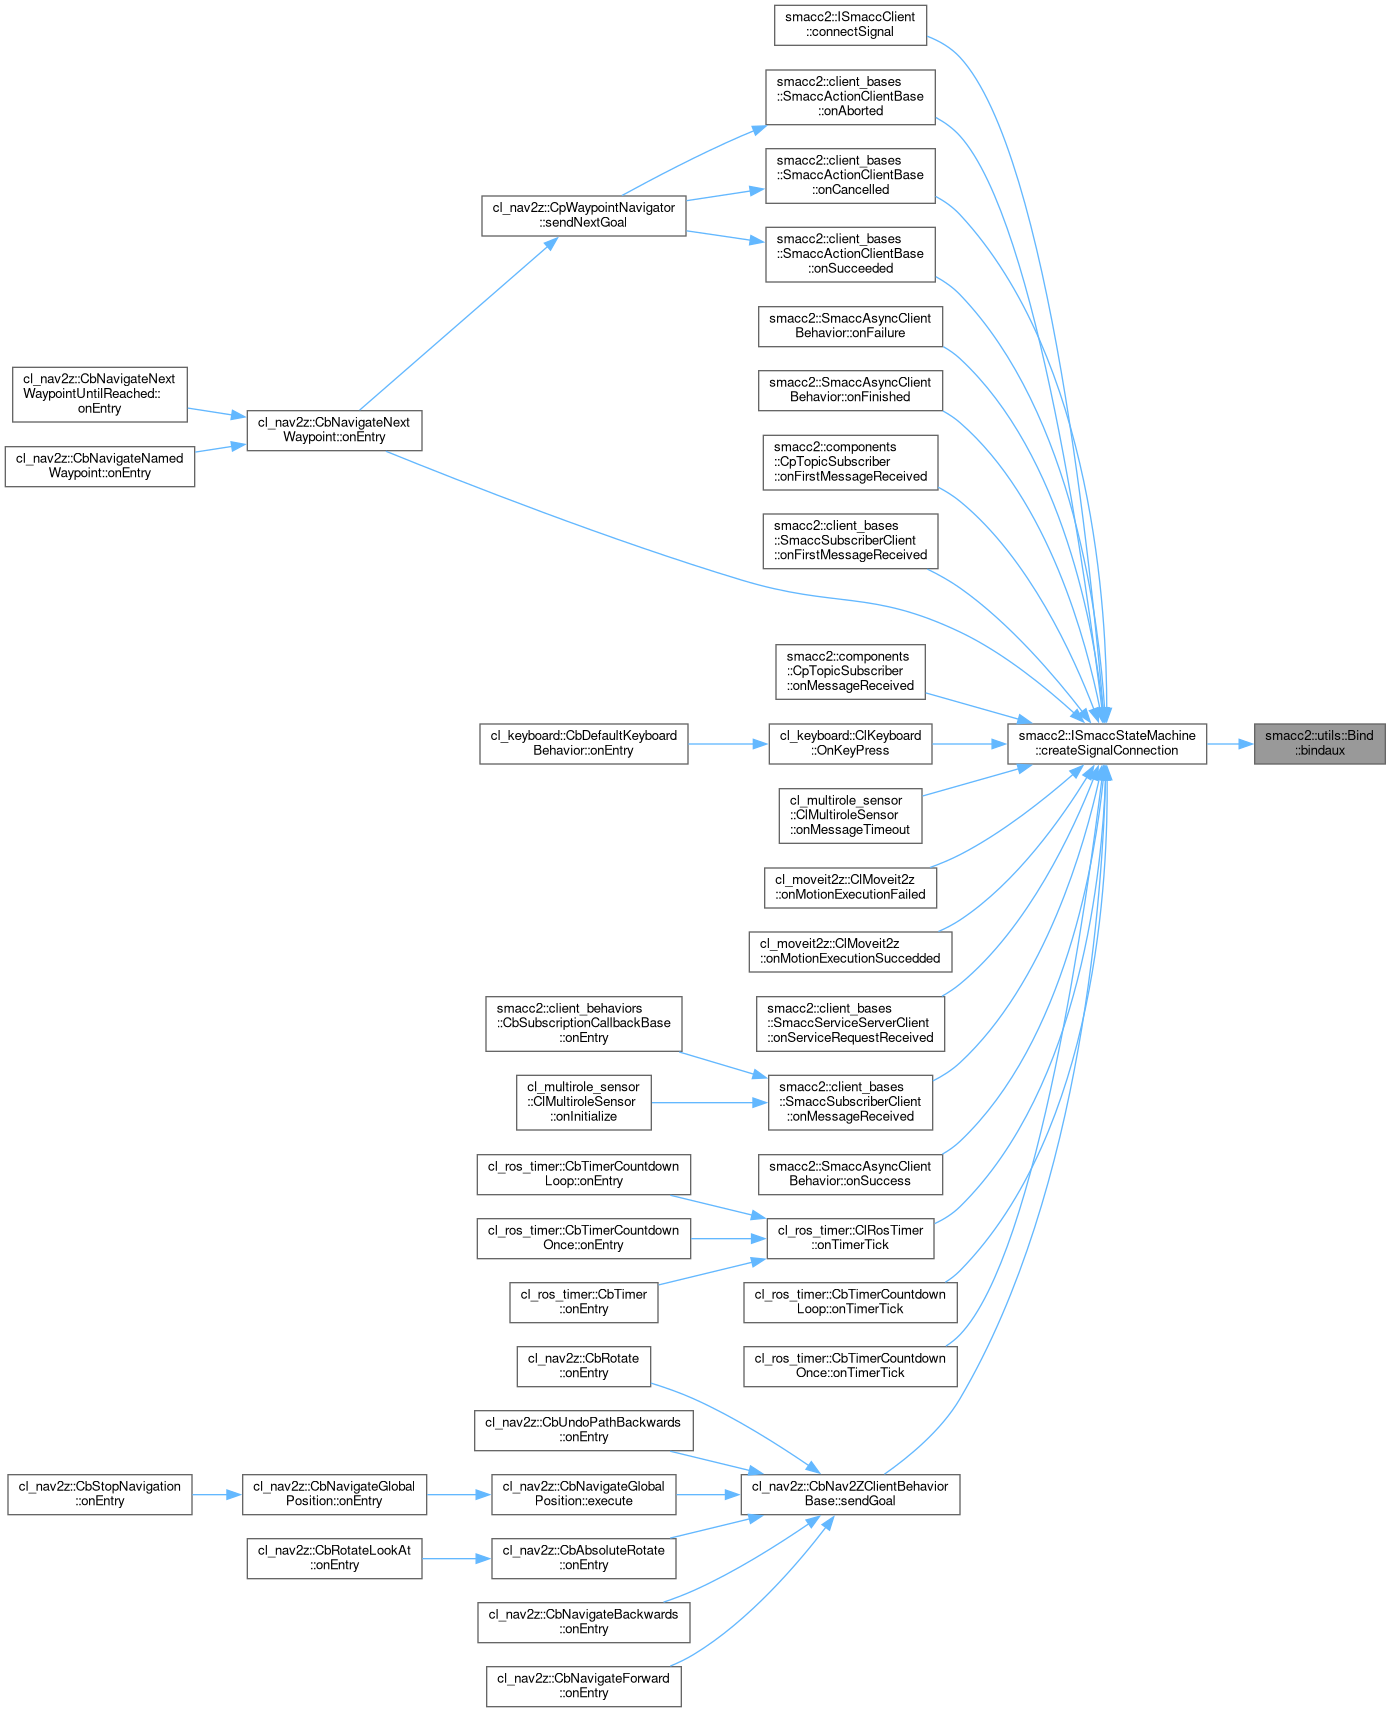 smacc2::ISmaccClient
::connectSignal
smacc2::client_bases
::SmaccActionClientBase
::onAborted
smacc2::client_bases
::SmaccActionClientBase
::onCancelled
cl_nav2z::CpWaypointNavigator
::sendNextGoal
smacc2::client_bases
::SmaccActionClientBase
::onSucceeded
smacc2::SmaccAsyncClient
Behavior::onFailure
cl_nav2z::CbNavigateNext
WaypointUntilReached::
onEntry
smacc2::SmaccAsyncClient
Behavior::onFinished
cl_nav2z::CbNavigateNext
Waypoint::onEntry
cl_nav2z::CbNavigateNamed
Waypoint::onEntry
smacc2::components
::CpTopicSubscriber
::onFirstMessageReceived
smacc2::client_bases
::SmaccSubscriberClient
::onFirstMessageReceived
smacc2::components
::CpTopicSubscriber
::onMessageReceived
cl_keyboard::CbDefaultKeyboard
Behavior::onEntry
cl_keyboard::ClKeyboard
::OnKeyPress
smacc2::ISmaccStateMachine
::createSignalConnection
smacc2::utils::Bind
::bindaux
cl_multirole_sensor
::ClMultiroleSensor
::onMessageTimeout
cl_moveit2z::ClMoveit2z
::onMotionExecutionFailed
cl_moveit2z::ClMoveit2z
::onMotionExecutionSuccedded
smacc2::client_behaviors
::CbSubscriptionCallbackBase
::onEntry
smacc2::client_bases
::SmaccServiceServerClient
::onServiceRequestReceived
cl_multirole_sensor
::ClMultiroleSensor
::onInitialize
smacc2::client_bases
::SmaccSubscriberClient
::onMessageReceived
cl_ros_timer::CbTimerCountdown
Loop::onEntry
smacc2::SmaccAsyncClient
Behavior::onSuccess
cl_ros_timer::CbTimerCountdown
Once::onEntry
cl_ros_timer::ClRosTimer
::onTimerTick
cl_ros_timer::CbTimer
::onEntry
cl_ros_timer::CbTimerCountdown
Loop::onTimerTick
cl_nav2z::CbRotate
::onEntry
cl_ros_timer::CbTimerCountdown
Once::onTimerTick
cl_nav2z::CbUndoPathBackwards
::onEntry
cl_nav2z::CbStopNavigation
::onEntry
cl_nav2z::CbNavigateGlobal
Position::onEntry
cl_nav2z::CbNavigateGlobal
Position::execute
cl_nav2z::CbNav2ZClientBehavior
Base::sendGoal
cl_nav2z::CbRotateLookAt
::onEntry
cl_nav2z::CbAbsoluteRotate
::onEntry
cl_nav2z::CbNavigateBackwards
::onEntry
cl_nav2z::CbNavigateForward
::onEntry